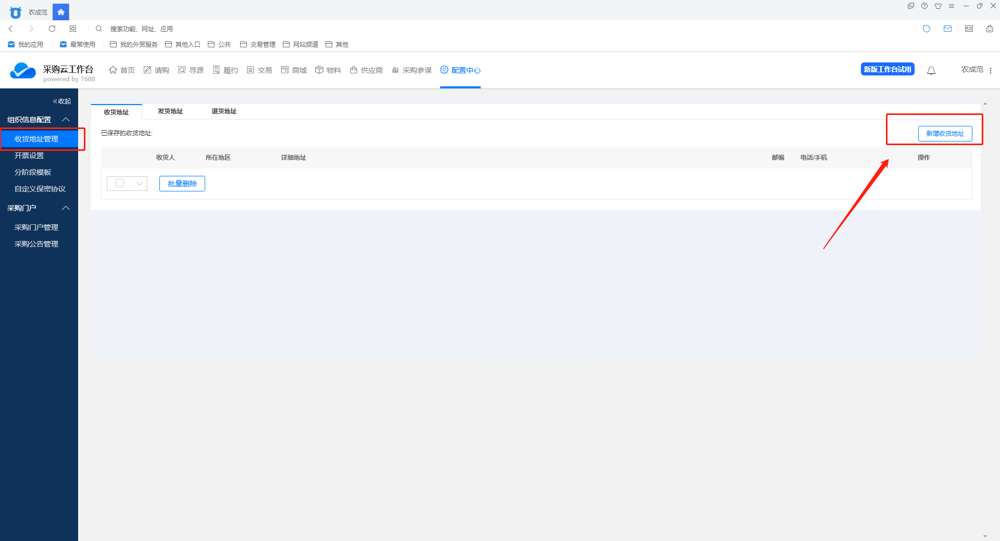 农成范
搜索功能、网址、应用
我的应用 最常使用 我的外贸服务 其他入口 公共 交易管理 网站频道 其他
采购云工作台
powered by 1688
首页 请购 寻源 履约 交易 商城 物料 供应商 采购参谋 配置中心
新版工作台试用
农成范
«收起
组织信息配置
收货地址管理
开票设置
分阶段模板
自定义保密协议
采购门户
采购门户管理
采购公告管理
收货地址 发货地址 退货地址
已保存的收货地址:
新增收货地址
收货人 所在地区 详细地址 邮编 电话/手机 操作
批量删除